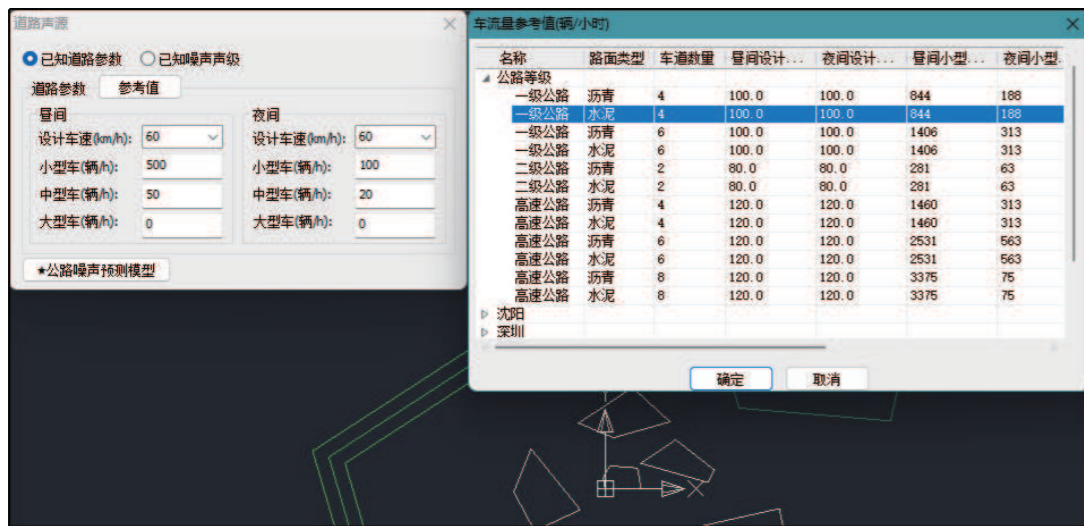 道路声源
已知道路参数 已知噪声声级
道路参数 参考值
昼间
设计车速(km/h): 60
小型车(辆/h): 500
中型车(辆/h): 50
大型车(辆/h): 0
夜间
设计车速(km/h): 60
小型车(辆/h): 100
中型车(辆/h): 20
大型车(辆/h): 0
★公路噪声预测模型
车流量参考值(辆/小时)
名称 路面类型 车道数量 昼间设计... 夜间设计... 昼间小型... 夜间小型.
公路等级
一级公路 沥青 4 100.0 100.0 844 188
一级公路 水泥 4 100.0 100.0 844 188
一级公路 沥青 6 100.0 100.0 1406 313
一级公路 水泥 6 100.0 100.0 1406 313
二级公路 沥青 2 80.0 80.0 281 63
二级公路 水泥 2 80.0 80.0 281 63
高速公路 沥青 4 120.0 120.0 1460 313
高速公路 水泥 4 120.0 120.0 1460 313
高速公路 沥青 6 120.0 120.0 2531 563
高速公路 水泥 6 120.0 120.0 2531 563
高速公路 沥青 8 120.0 120.0 3375 75
高速公路 水泥 8 120.0 120.0 3375 75
沈阳
深圳
确定 取消
X